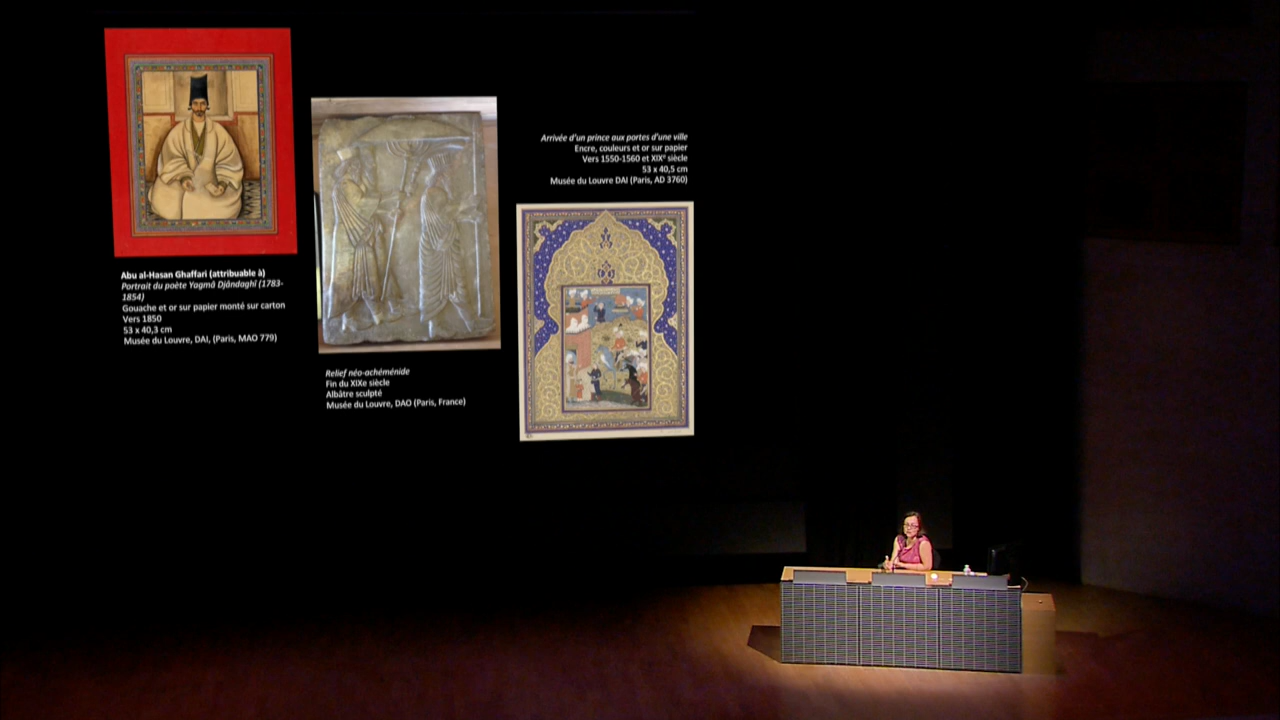 Abu al-Hasan Ghaffari (attribuable à)
Portrait du poète Yagmâ Djândaghî (1783-
1854)
Gouache et or sur papier monté sur carton
Vers 1850
53 x 40,3 cm
Musée du Louvre, DAI, (Paris, MAO 779)
Relief néo-achéménide
Fin du XIXe siècle
Albâtre sculpté
Musée du Louvre, DAO (Paris, France)
Arrivée d'un prince aux portes d'une ville
Encre, couleurs et or sur papier
Vers 1550-1560 et XIXe siècle
53 x 40,5 cm
Musée du Louvre DAI (Paris, AD 3760)